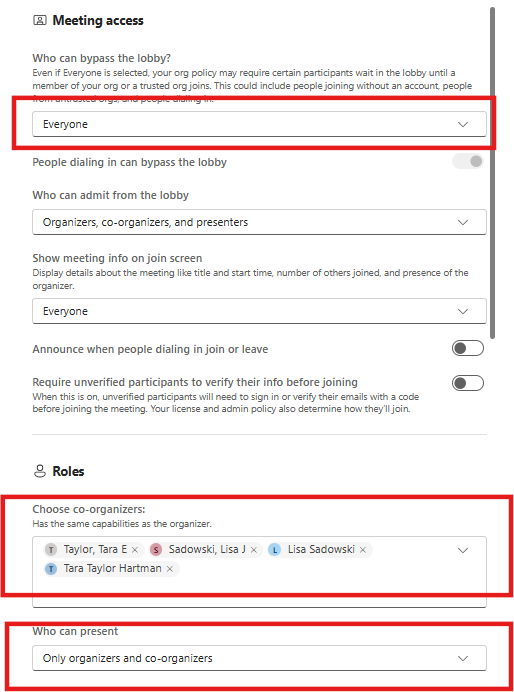 Meeting access
Who can bypass the lobby?
Even if Everyone is selected, your org policy may require certain participants wait in the lobby until a
member of your org or a trusted org joins. This could include people joining without an account, people
from untrusted orgs, and people dialing in.
Everyone
People dialing in can bypass the lobby
Who can admit from the lobby
Organizers, co-organizers, and presenters
Show meeting info on join screen
Display details about the meeting like title and start time, number of others joined, and presence of the
organizer.
Everyone
Announce when people dialing in join or leave
Require unverified participants to verify their info before joining
When this is on, unverified participants will need to sign in or verify their emails with a code
before joining the meeting. Your license and admin policy also determine how they'll join.
Roles
Choose co-organizers:
Has the same capabilities as the organizer.
T Taylor, Tara E × S Sadowski, Lisa J × L Lisa Sadowski ×
T Tara Taylor Hartman ×
Who can present
Only organizers and co-organizers